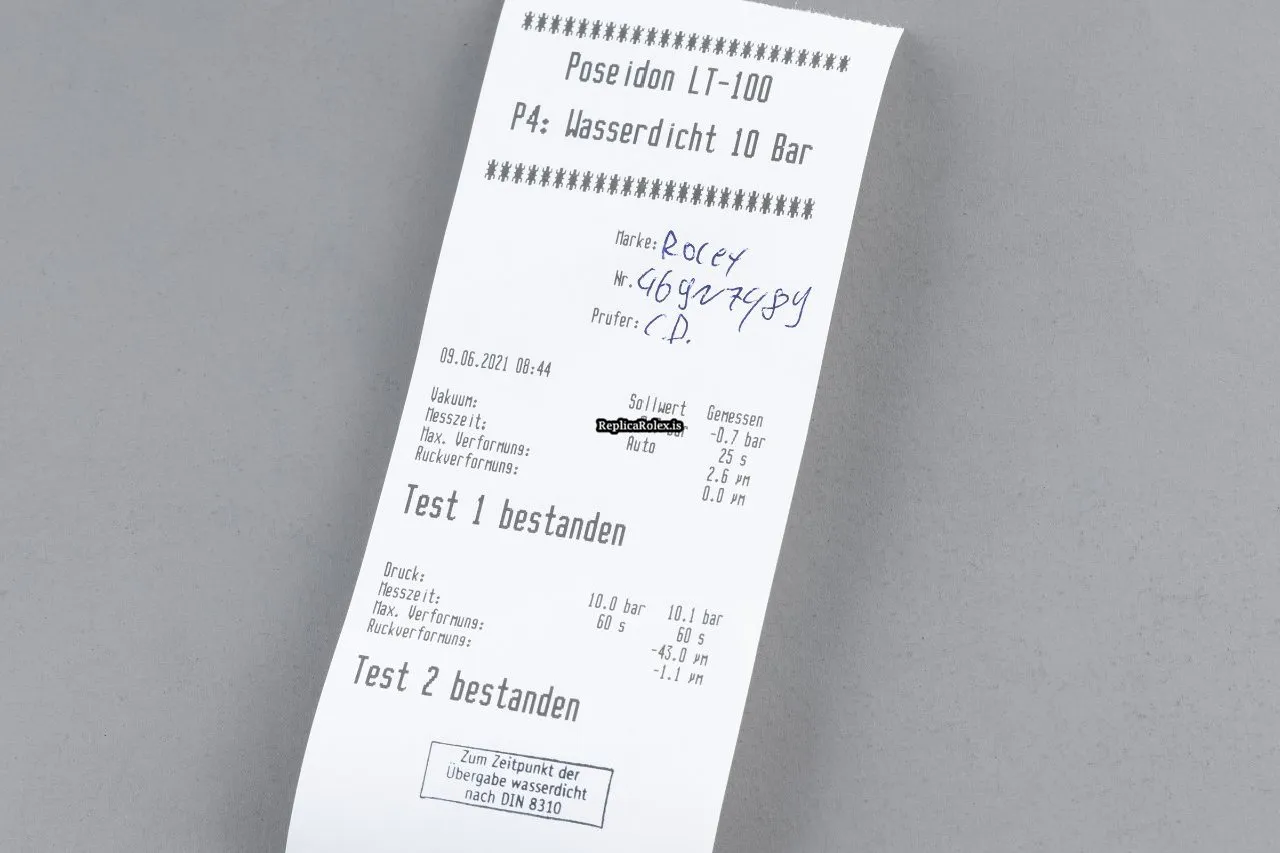 ************************
Poseidon LT-100
P4: Wasserdicht 10 Bar
************************
Marke: Rolex
Nr.
Prufer: C.D.
09.06.2021 08:44
Sollwert Gemessen
Vakuum: -0.7 bar
Messzeit: Auto 25 s
Max. Verformung: 2.6 µm
Ruckverformung: 0.0 µm
ReplicaRolex.is
Test 1 bestanden
Druck: 10.0 bar 10.1 bar
Messzeit: 60 s 60 s
Max. Verformung: -43.0 µm
Ruckverformung: -1.1 µm
Test 2 bestanden
Zum Zeitpunkt der
Übergabe wasserdicht
nach DIN 8310